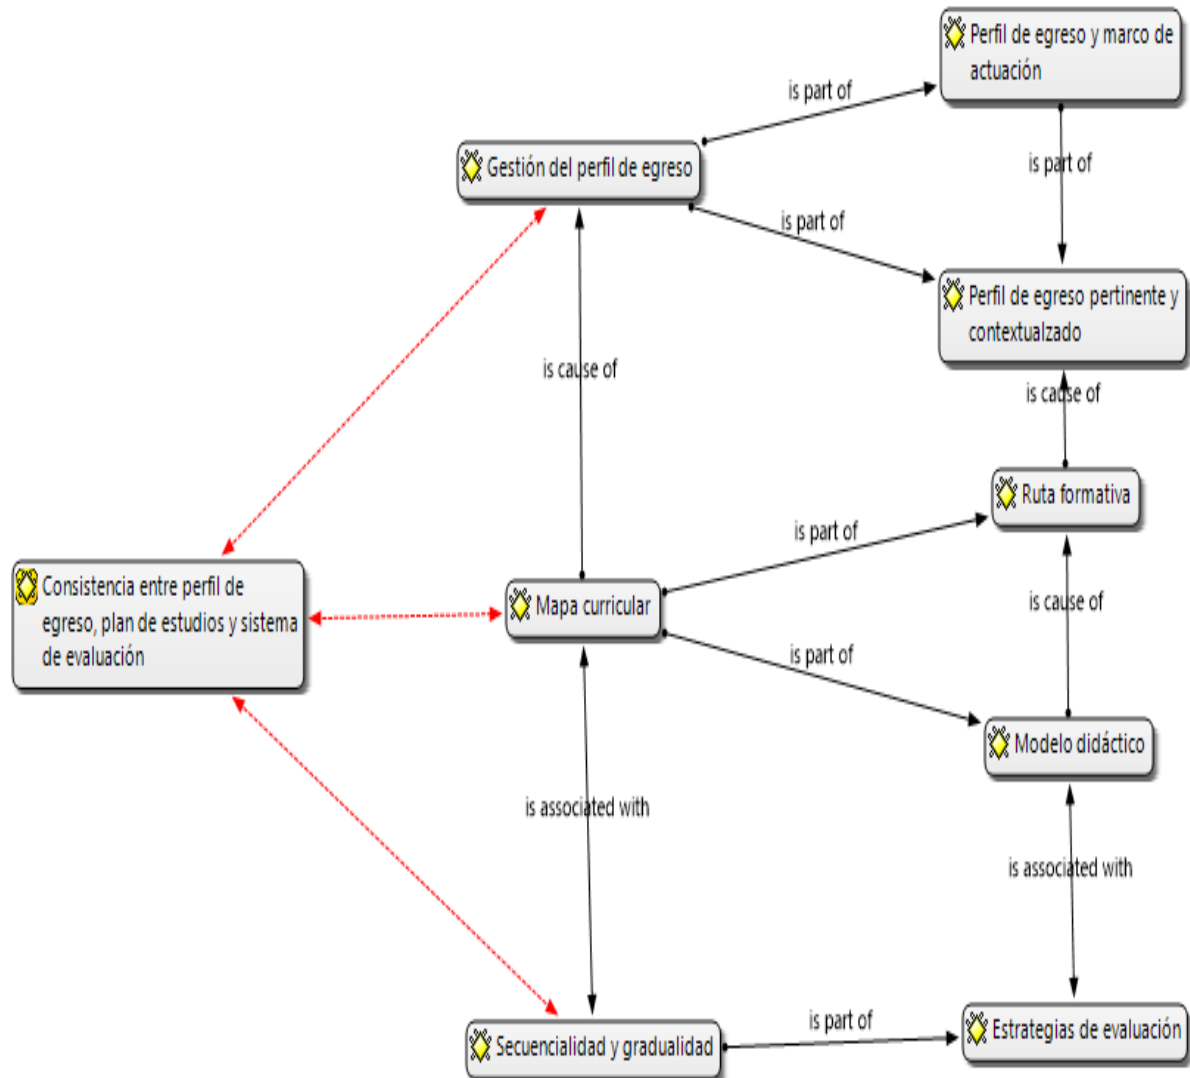 Perfil de egreso y marco de
actuación
is part of
Gestión del perfil de egreso
is part of
is part of
Perfil de egreso pertinente y
contextualzado
is cause of
is cause of
Ruta formativa
is part of
Consistencia entre perfil de
egreso, plan de estudios y sistema
de evaluación
Mapa curricular
is cause of
is part of
Modelo didáctico
is associated with
is associated with
Secuencialidad y gradualidad
is part of
Estrategias de evaluación